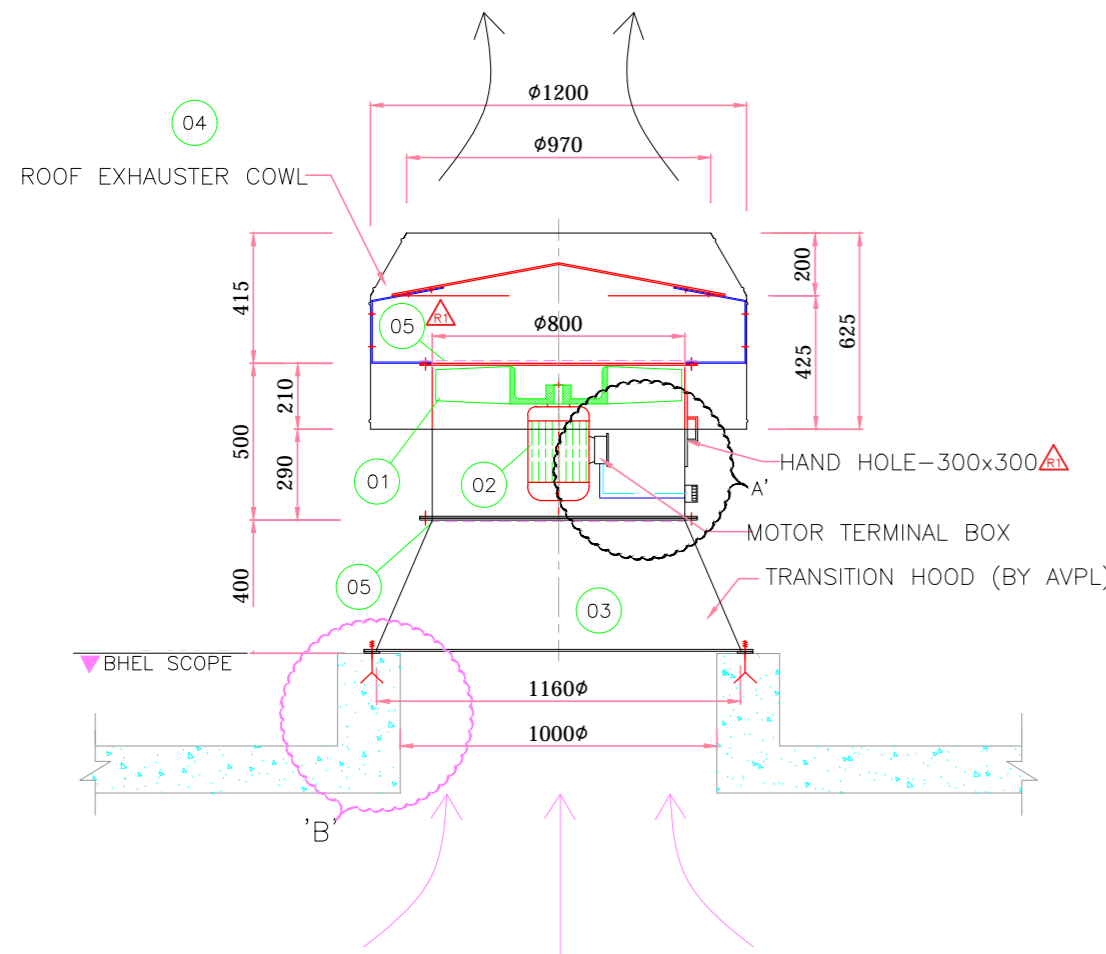 ϕ1200
04
ϕ970
ROOF EXHAUSTER COWL
200
415
625
05
R1
ϕ800
425
210
500
HAND HOLE-300x300 R1
290
01
02
A'
MOTOR TERMINAL BOX
TRANSITION HOOD (BY AVPL)
05
400
03
BHEL SCOPE
1160ϕ
1000ϕ
'B'